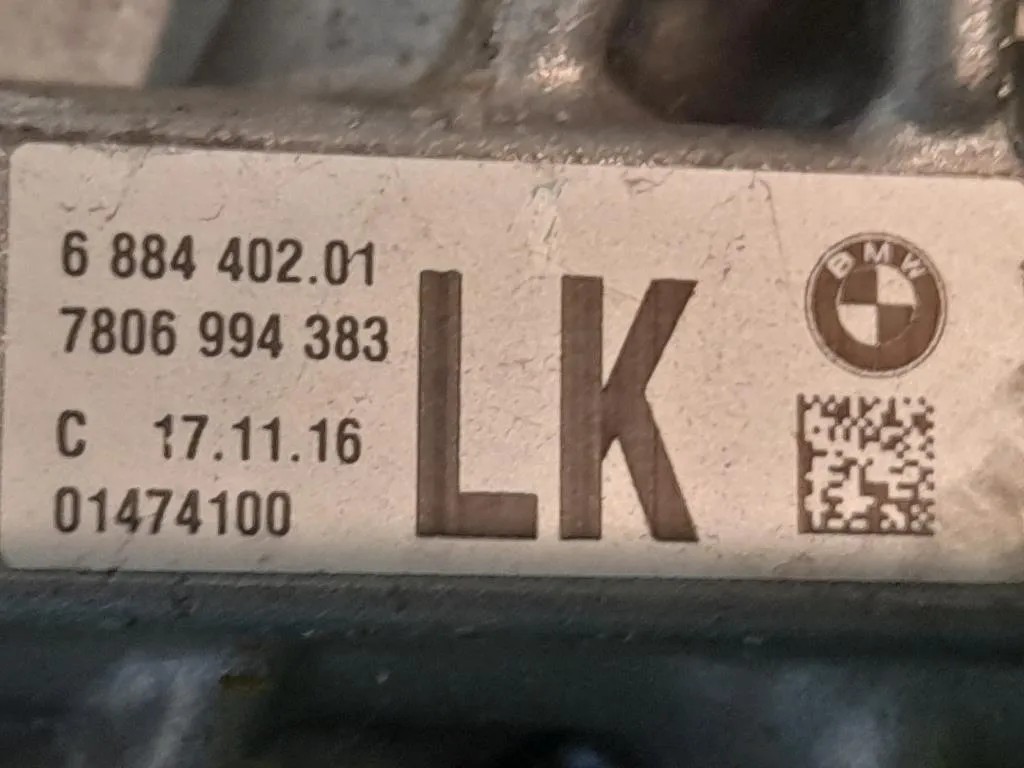 6 884 402.01
7806 994 383
C 17.11.16
01474100
LK
BMW